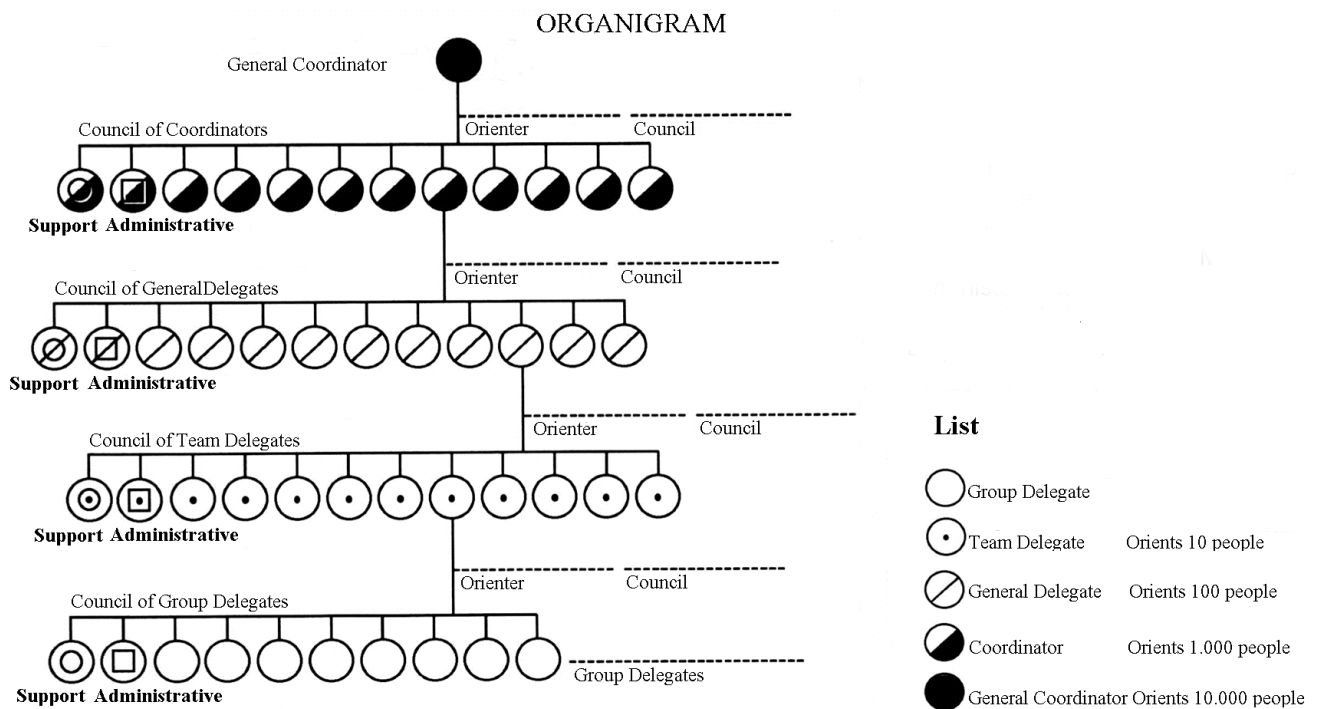 ORGANIGRAM
General Coordinator
Orienter Council
Council of Coordinators
Support Administrative
Orienter Council
Council of GeneralDelegates
Support Administrative
Orienter Council
Council of Team Delegates
Support Administrative
Orienter Council
Council of Group Delegates
Group Delegates
Support Administrative
List
Group Delegate
Team Delegate Orients 10 people
General Delegate Orients 100 people
Coordinator Orients 1.000 people
General Coordinator Orients 10.000 people